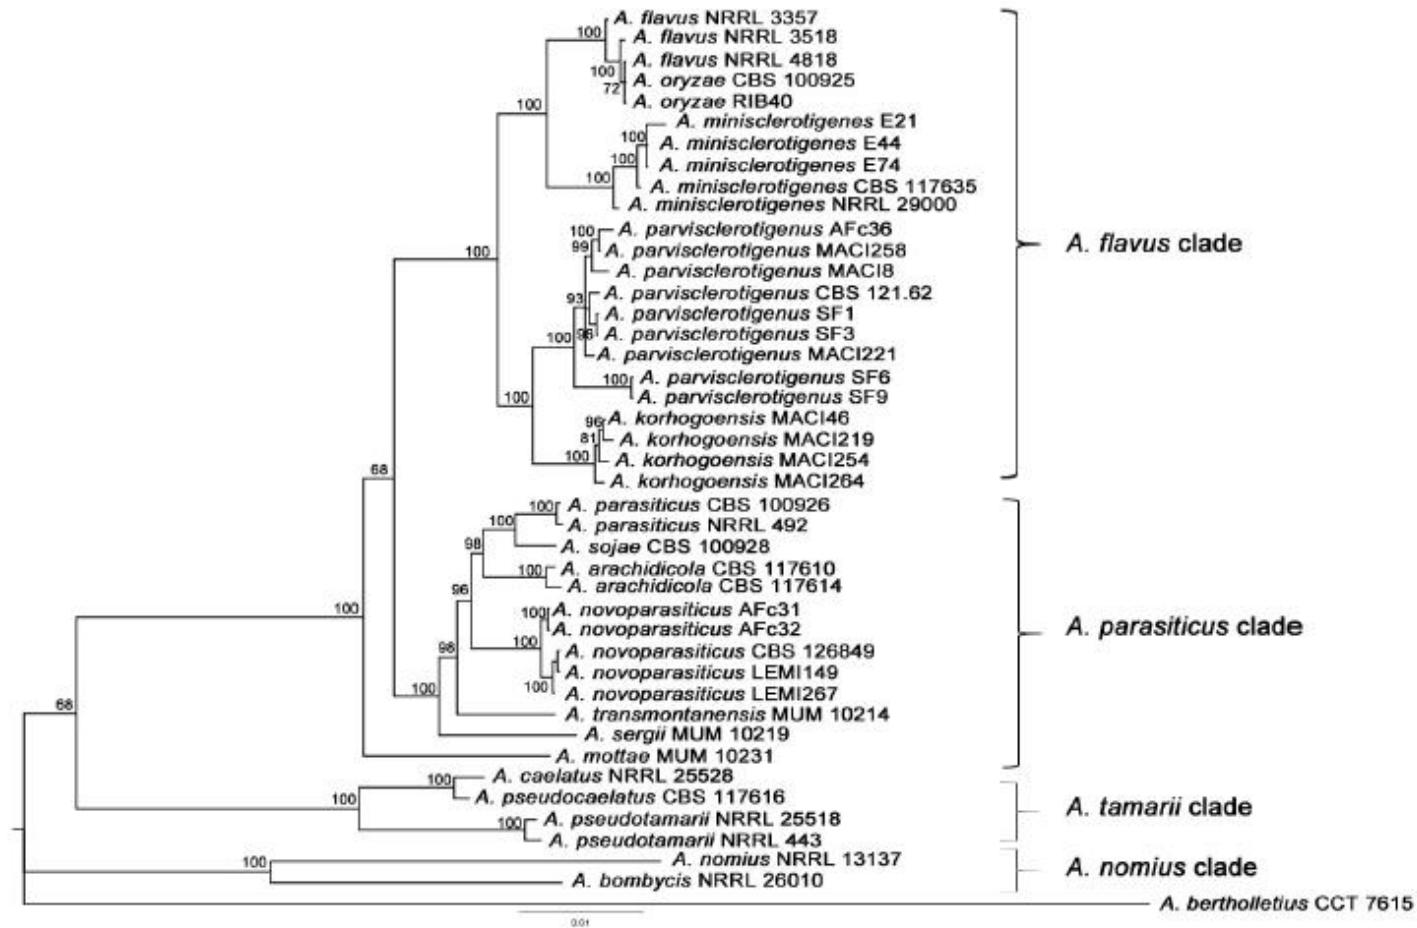 A. flavus NRRL 3357
100
A. flavus NRRL 3518
A. flavus NRRL 4818
100
A. oryzae CBS 100925
72
A. oryzae RIB40
100
A. minisclerotigenes E21
100
A. minisclerotigenes E44
100
A. minisclerotigenes E74
100
A. minisclerotigenes CBS 117635
A. minisclerotigenes NRRL 29000
100
A. parvisclerotigenus AFc36
99
A. parvisclerotigenus MACI258
100
A. flavus clade
A. parvisclerotigenus MACI8
A. parvisclerotigenus CBS 121.62
93
A. parvisclerotigenus SF1
96
A. parvisclerotigenus SF3
100
A. parvisclerotigenus MACI221
100
A. parvisclerotigenus SF6
A. parvisclerotigenus SF9
100
96
A. korhogoensis MACI46
81
A. korhogoensis MACI219
100
A. korhogoensis MACI254
68
A. korhogoensis MACI264
100
A. parasiticus CBS 100926
100
A. parasiticus NRRL 492
98
A. sojae CBS 100928
100
A. arachidicola CBS 117610
A. arachidicola CBS 117614
96
100
100
A. novoparasiticus AFc31
A. novoparasiticus AFc32
A. parasiticus clade
98
100
A. novoparasiticus CBS 126849
A. novoparasiticus LEMI149
100
100
A. novoparasiticus LEMI267
68
A. transmontanensis MUM 10214
A. sergii MUM 10219
A. mottae MUM 10231
100
A. caelatus NRRL 25528
100
A. pseudocaelatus CBS 117616
A. tamarii clade
100
A. pseudotamarii NRRL 25518
A. pseudotamarii NRRL 443
100
A. nomius NRRL 13137
A. nomius clade
A. bombycis NRRL 26010
A. bertholletius CCT 7615
0.01